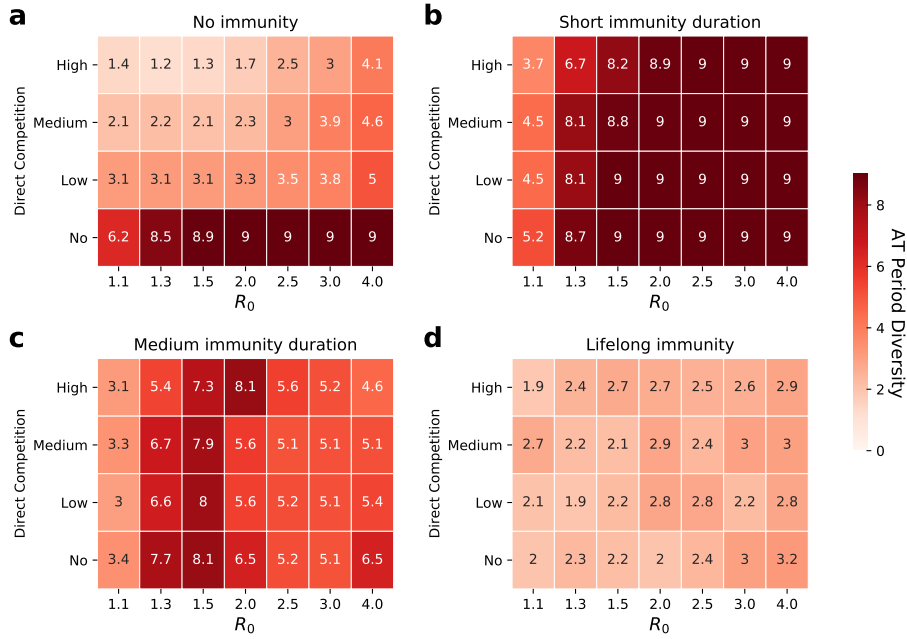 a
No immunity
Direct Competition
High 1.4 1.2 1.3 1.7 2.5 3 4.1
Medium 2.1 2.2 2.1 2.3 3 3.9 4.6
Low 3.1 3.1 3.1 3.3 3.5 3.8 5
No 6.2 8.5 8.9 9 9 9 9
1.1 1.3 1.5 2.0 2.5 3.0 4.0
R0
b
Short immunity duration
Direct Competition
High 3.7 6.7 8.2 8.9 9 9 9
Medium 4.5 8.1 8.8 9 9 9 9
Low 4.5 8.1 9 9 9 9 9
No 5.2 8.7 9 9 9 9 9
1.1 1.3 1.5 2.0 2.5 3.0 4.0
R0
c
Medium immunity duration
Direct Competition
High 3.1 5.4 7.3 8.1 5.6 5.2 4.6
Medium 3.3 6.7 7.9 5.6 5.1 5.1 5.1
Low 3 6.6 8 5.6 5.2 5.1 5.4
No 3.4 7.7 8.1 6.5 5.2 5.1 6.5
1.1 1.3 1.5 2.0 2.5 3.0 4.0
R0
d
Lifelong immunity
Direct Competition
High 1.9 2.4 2.7 2.7 2.5 2.6 2.9
Medium 2.7 2.2 2.1 2.9 2.4 3 3
Low 2.1 1.9 2.2 2.8 2.8 2.2 2.8
No 2 2.3 2.2 2 2.4 3 3.2
1.1 1.3 1.5 2.0 2.5 3.0 4.0
R0
8
6
4
2
0
AT Period Diversity